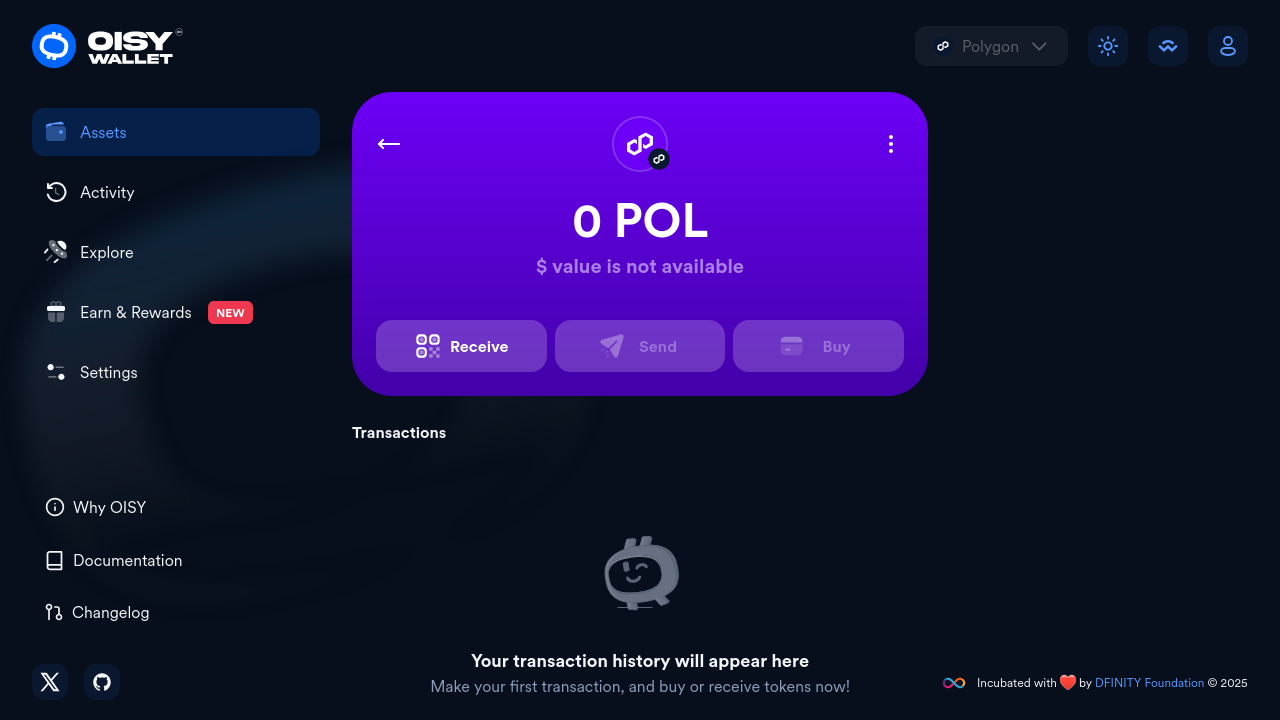 OISY
WALLET
Polygon
Assets
Activity
Explore
Earn & Rewards NEW
Settings
Why OISY
Documentation
Changelog
0 POL
$ value is not available
Receive
Send
Buy
Transactions
Your transaction history will appear here
Make your first transaction, and buy or receive tokens now!
Incubated with ❤️ by DFINITY Foundation © 2025